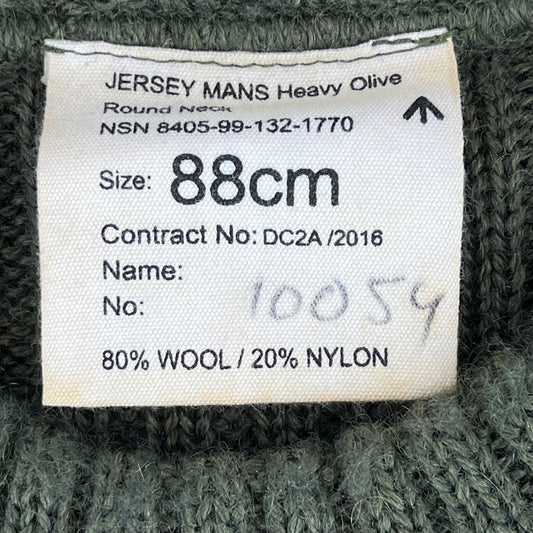 JERSEY MANS Heavy Olive
Round Neck
NSN 8405-99-132-1770
Size: 88cm
Contract No: DC2A /2016
Name:
No: 10054
80% WOOL / 20% NYLON